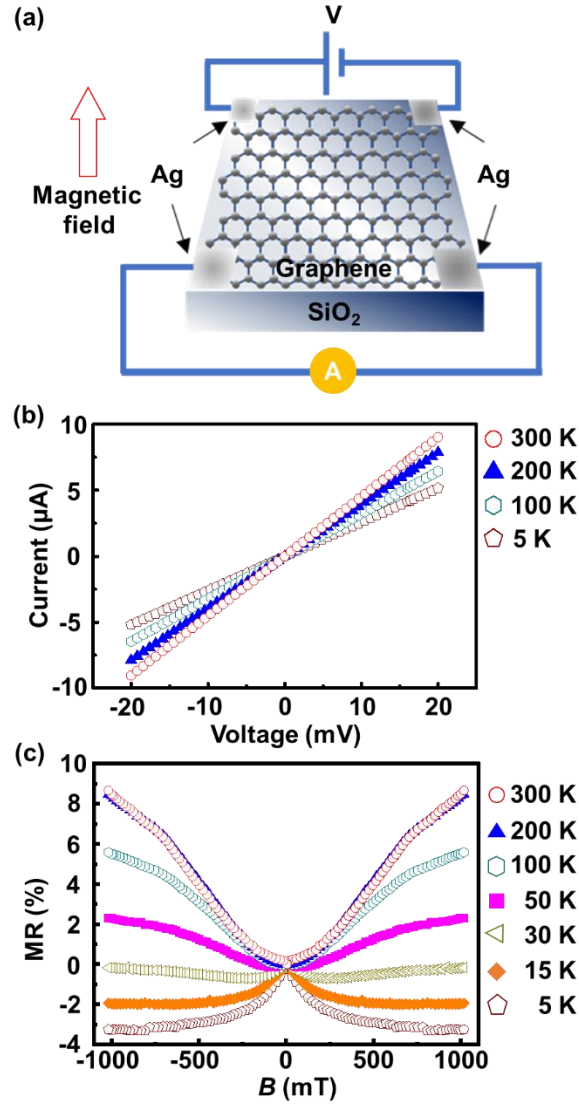 (a)
V
Magnetic
field
Ag
Ag
Graphene
SiO₂
A
(b)
10
5
0
-5
-10
Current (µA)
-20
-10
0
10
20
Voltage (mV)
300 K
200 K
100 K
5 K
(c)
10
8
6
4
2
0
-2
-4
MR (%)
-1000
-500
0
500
1000
B (mT)
300 K
200 K
100 K
50 K
30 K
15 K
5 K